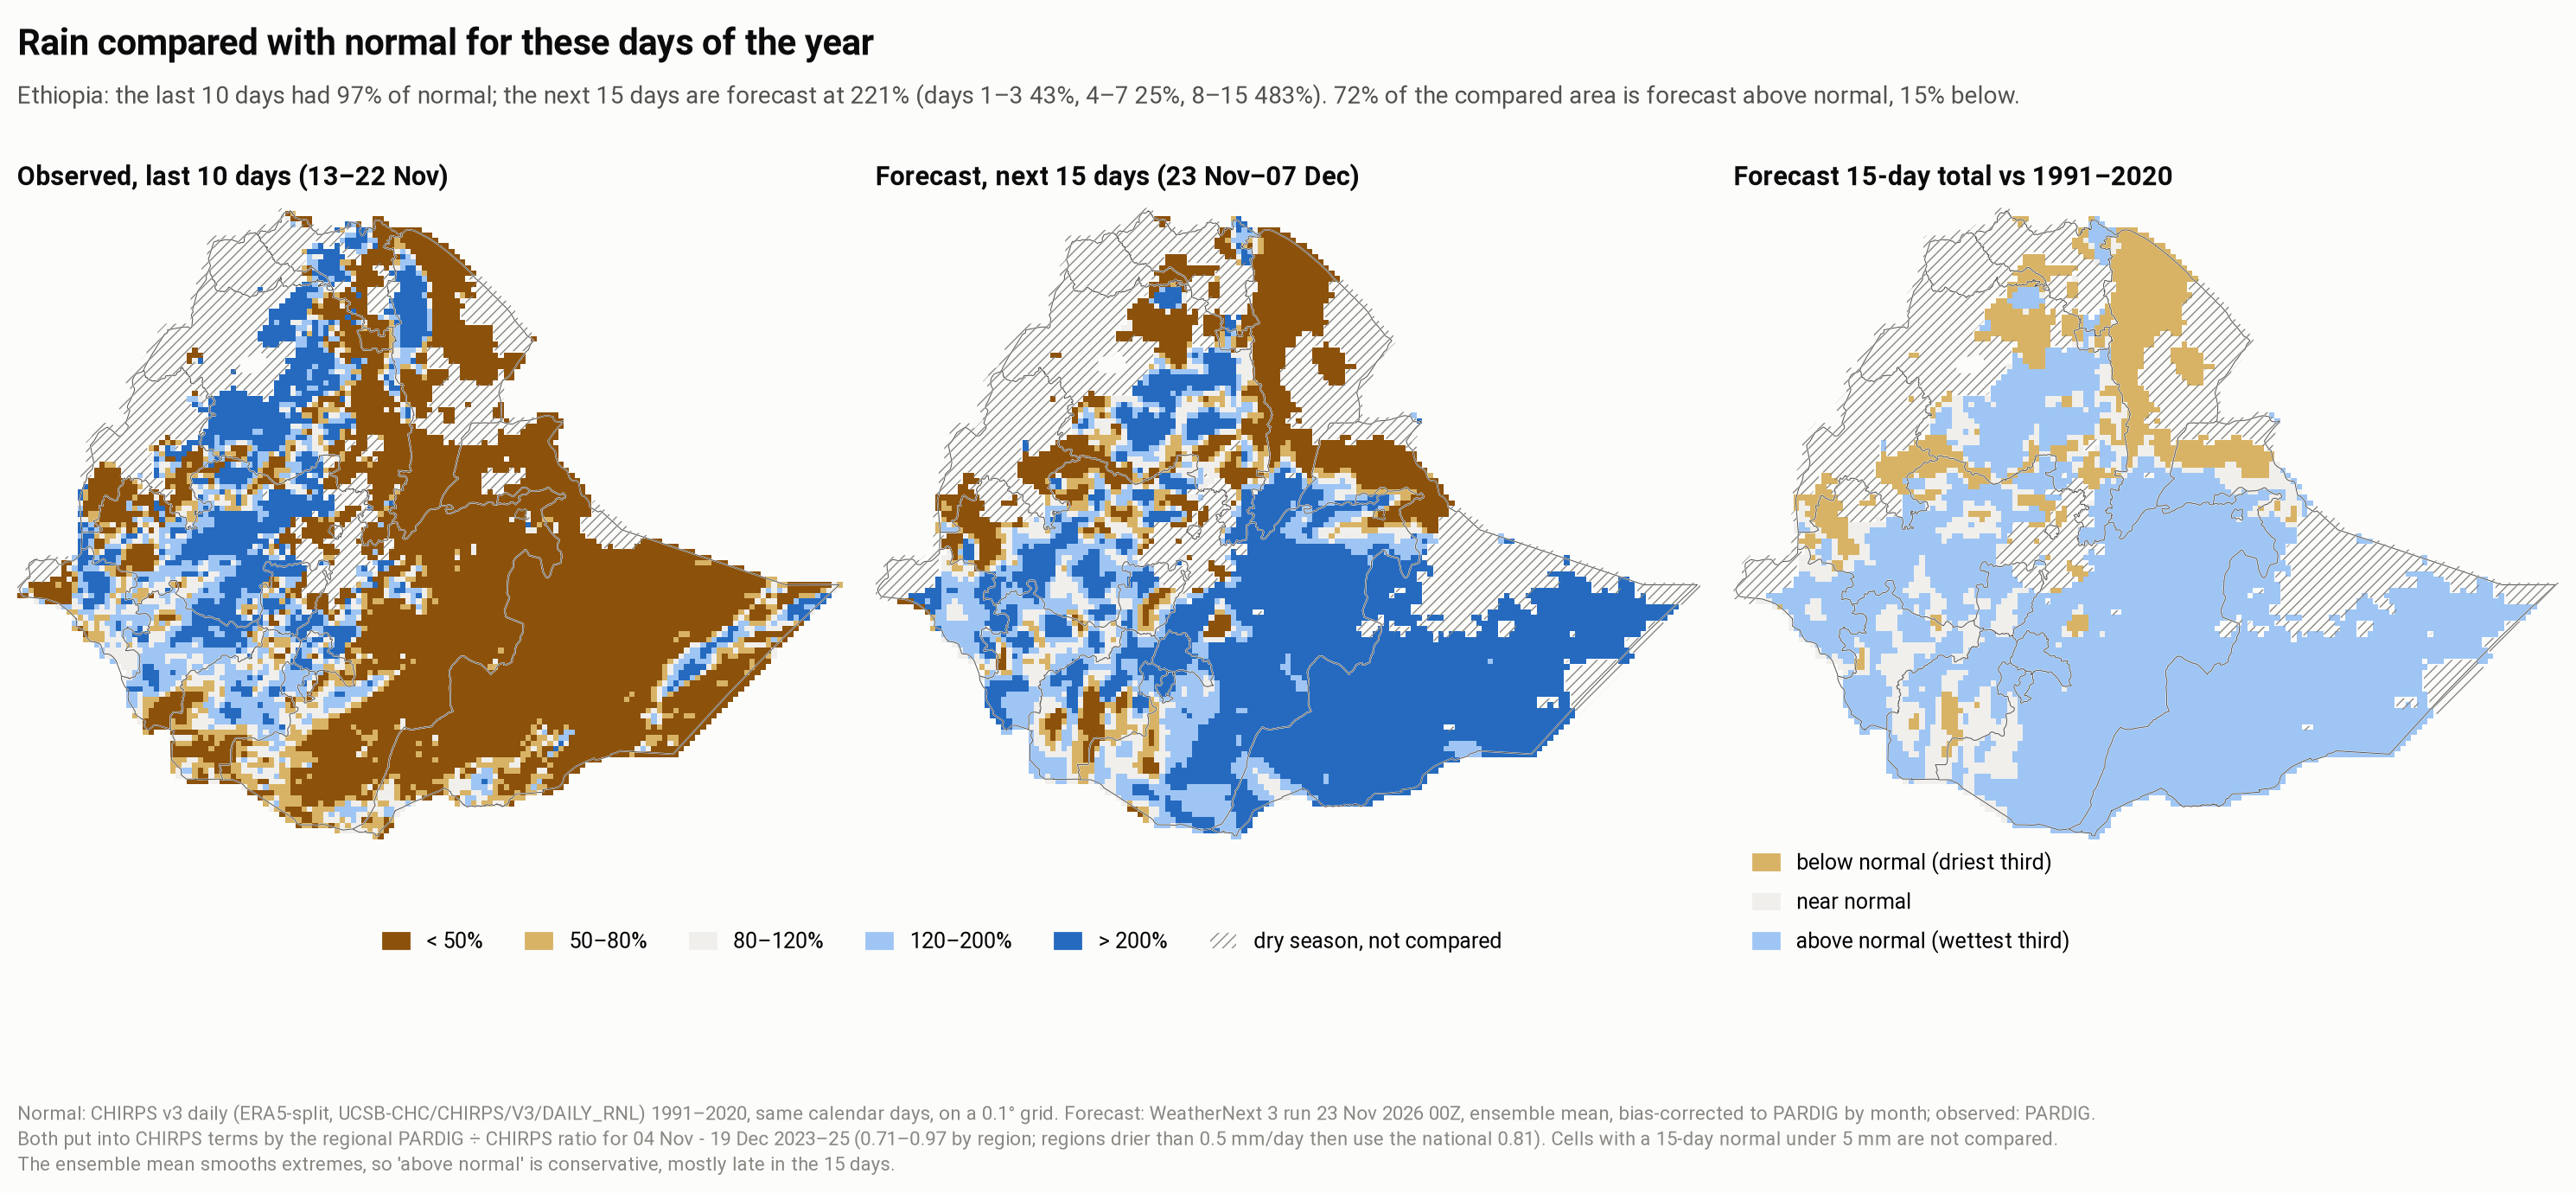 Rain compared with normal for these days of the year
Ethiopia: the last 10 days had 97% of normal; the next 15 days are forecast at 221% (days 1–3 43%, 4–7 25%, 8–15 483%). 72% of the compared area is forecast above normal, 15% below.
Observed, last 10 days (13–22 Nov)
Forecast, next 15 days (23 Nov–07 Dec)
Forecast 15-day total vs 1991–2020
below normal (driest third)
near normal
above normal (wettest third)
< 50%
50–80%
80–120%
120–200%
> 200%
dry season, not compared
Normal: CHIRPS v3 daily (ERA5-split, UCSB-CHC/CHIRPS/V3/DAILY_RNL) 1991–2020, same calendar days, on a 0.1° grid. Forecast: WeatherNext 3 run 23 Nov 2026 00Z, ensemble mean, bias-corrected to PARDIG by month; observed: PARDIG.
Both put into CHIRPS terms by the regional PARDIG ÷ CHIRPS ratio for 04 Nov - 19 Dec 2023–25 (0.71–0.97 by region; regions drier than 0.5 mm/day then use the national 0.81). Cells with a 15-day normal under 5 mm are not compared.
The ensemble mean smooths extremes, so 'above normal' is conservative, mostly late in the 15 days.